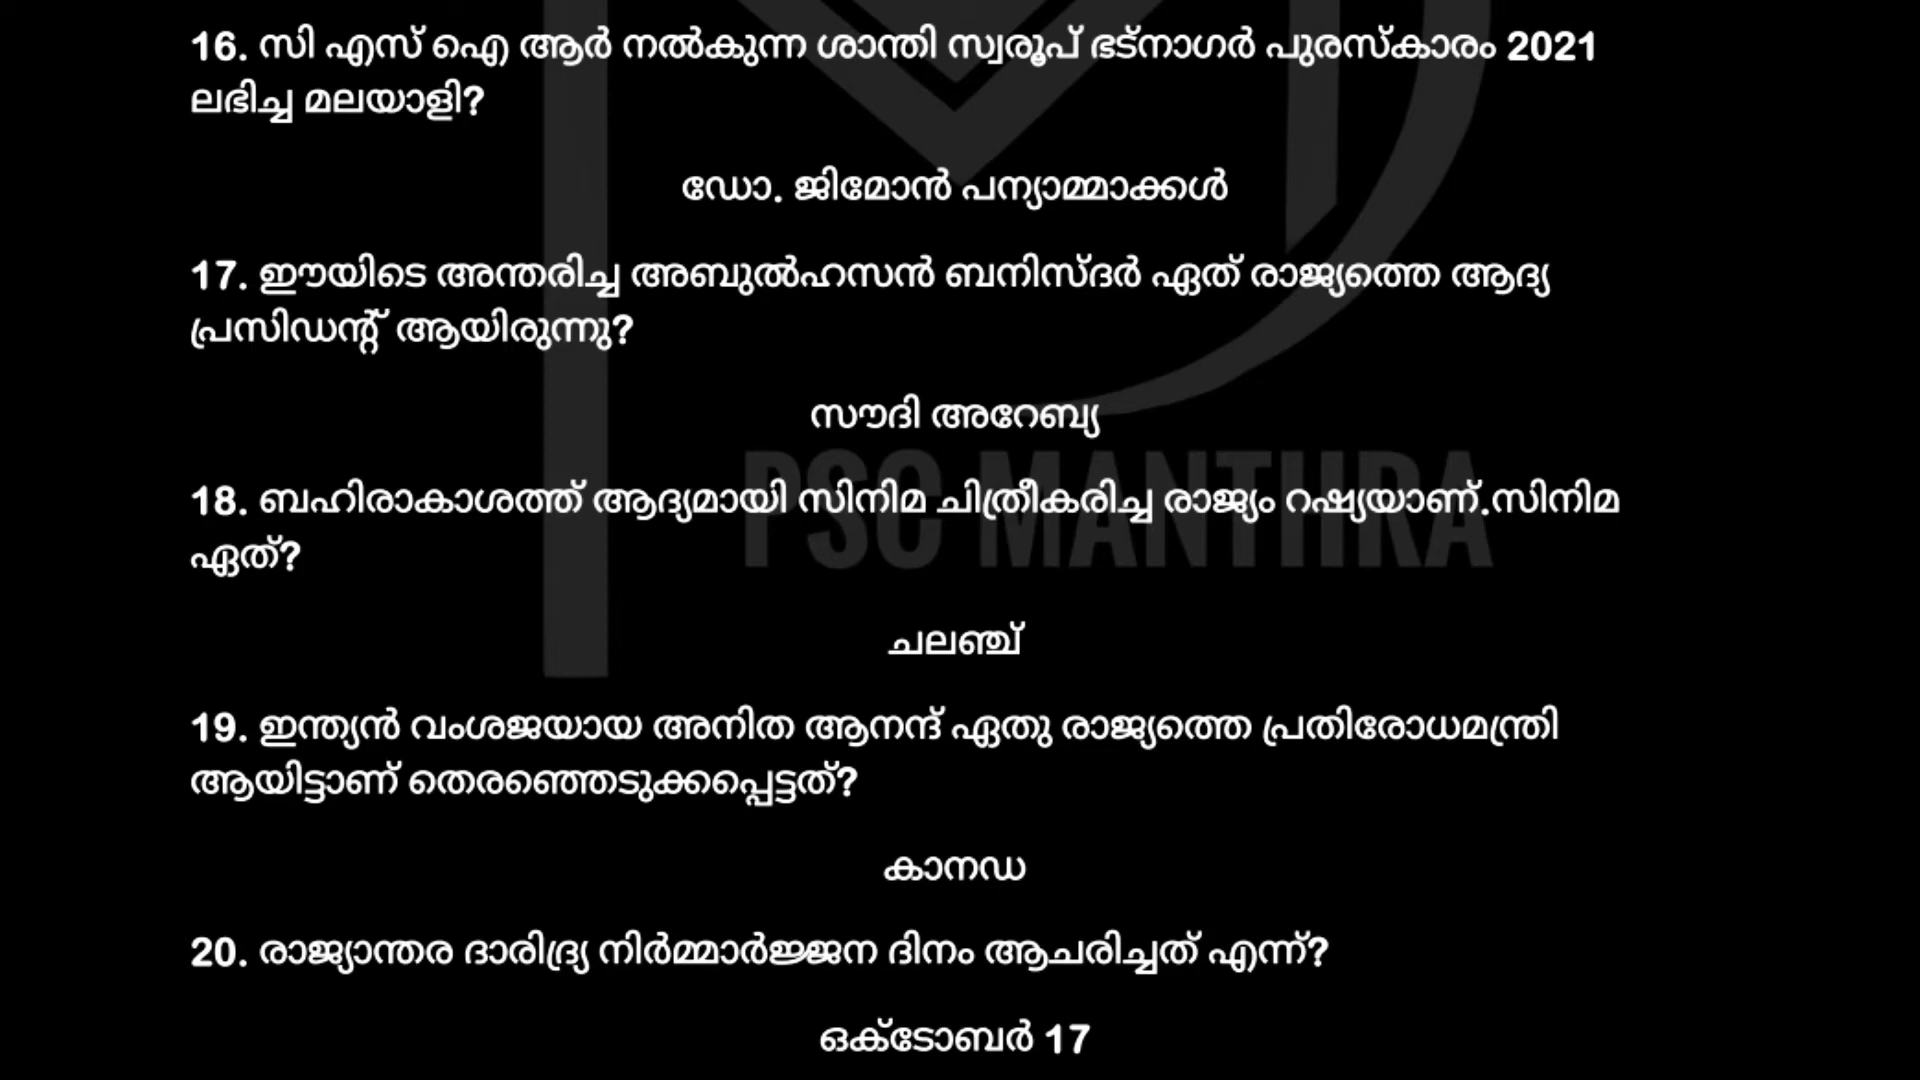 16. സി എസ് ഐ ആർ നൽകുന്ന ശാന്തി സ്വരൂപ് ഭട്നാഗർ പുരസ്കാരം 2021
ലഭിച്ച മലയാളി?
ഡോ. ജിമോൻ പന്യാമ്മാക്കൾ
17. ഈയിടെ അന്തരിച്ച അബുൽഹസൻ ബനിസ്ദർ ഏത് രാജ്യത്തെ ആദ്യ
പ്രസിഡന്റ് ആയിരുന്നു?
സൗദി അറേബ്യ
18. ബഹിരാകാശത്ത് ആദ്യമായി സിനിമ ചിത്രീകരിച്ച രാജ്യം റഷ്യയാണ്.സിനിമ
ഏത്?
PSC MANTHRA
ചലഞ്ച്
19. ഇന്ത്യൻ വംശജയായ അനിത ആനന്ദ് ഏതു രാജ്യത്തെ പ്രതിരോധമന്ത്രി
ആയിട്ടാണ് തെരഞ്ഞെടുക്കപ്പെട്ടത്?
കാനഡ
20. രാജ്യാന്തര ദാരിദ്ര്യ നിർമ്മാർജ്ജന ദിനം ആചരിച്ചത് എന്ന്?
ഒക്ടോബർ 17